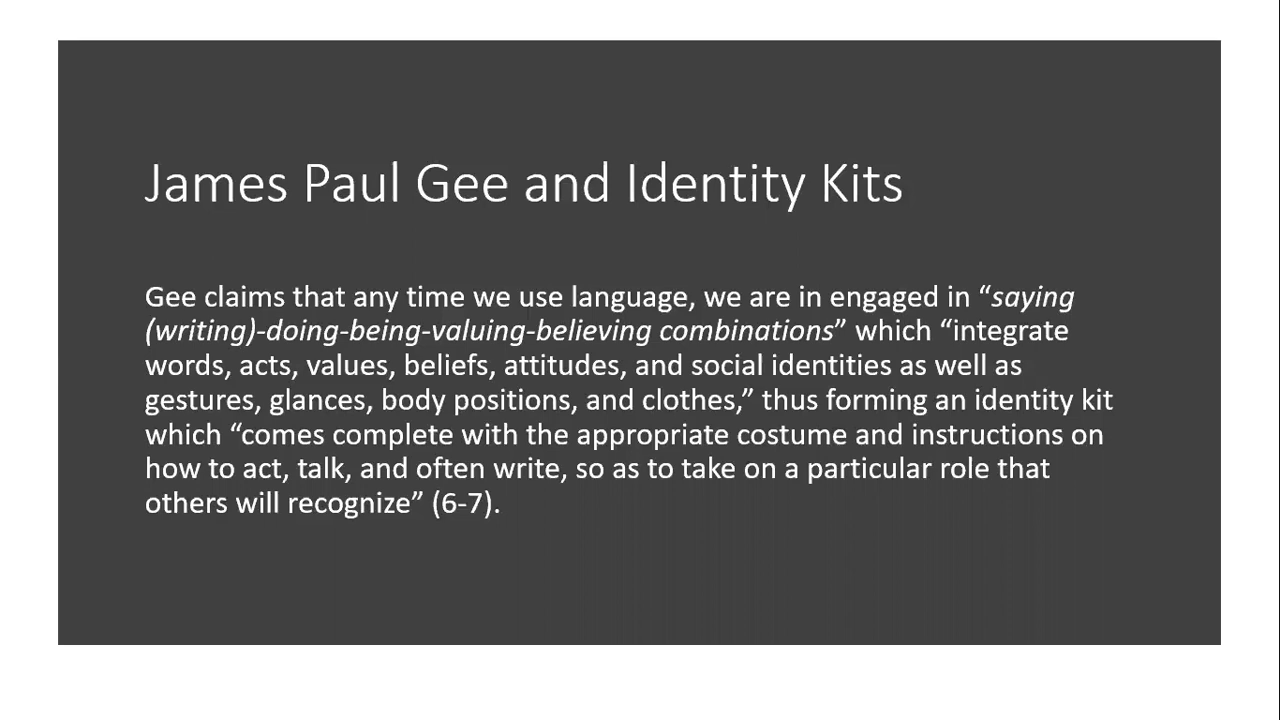 James Paul Gee and Identity Kits
Gee claims that any time we use language, we are in engaged in “saying
(writing)-doing-being-valuing-believing combinations” which “integrate
words, acts, values, beliefs, attitudes, and social identities as well as
gestures, glances, body positions, and clothes,” thus forming an identity kit
which “comes complete with the appropriate costume and instructions on
how to act, talk, and often write, so as to take on a particular role that
others will recognize” (6-7).